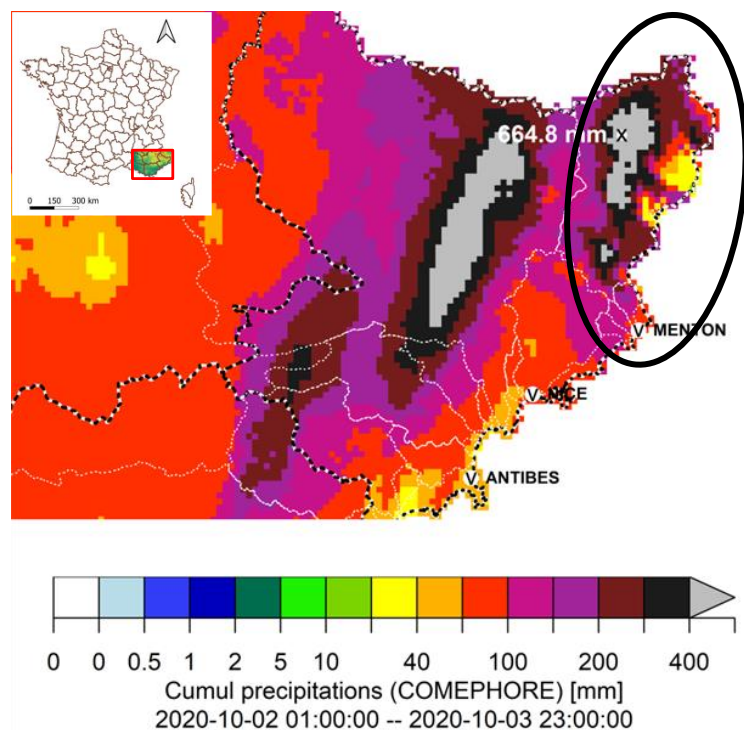 0 150 300 km
664.8 mm x
V MENTON
V NICE
V ANTIBES
0 0 0.5 1 2 5 10 40 100 200 400
Cumul precipitations (COMEPHORE) [mm]
2020-10-02 01:00:00 -- 2020-10-03 23:00:00